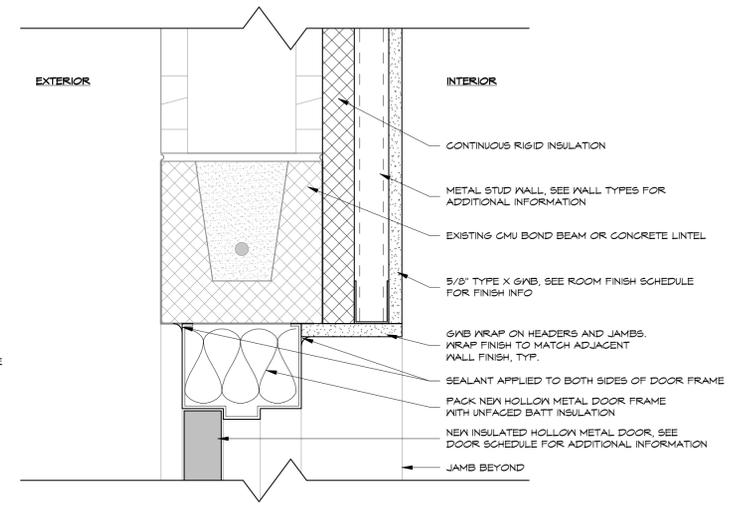 EXTERIOR
INTERIOR
CONTINUOUS RIGID INSULATION
METAL STUD WALL, SEE WALL TYPES FOR
ADDITIONAL INFORMATION
EXISTING CMU BOND BEAM OR CONCRETE LINTEL
5/8" TYPE X GWB, SEE ROOM FINISH SCHEDULE
FOR FINISH INFO
GWB WRAP ON HEADERS AND JAMBS.
WRAP FINISH TO MATCH ADJACENT
WALL FINISH, TYP.
SEALANT APPLIED TO BOTH SIDES OF DOOR FRAME
PACK NEW HOLLOW METAL DOOR FRAME
WITH UNFACED BATT INSULATION
NEW INSULATED HOLLOW METAL DOOR, SEE
DOOR SCHEDULE FOR ADDITIONAL INFORMATION
JAMB BEYOND